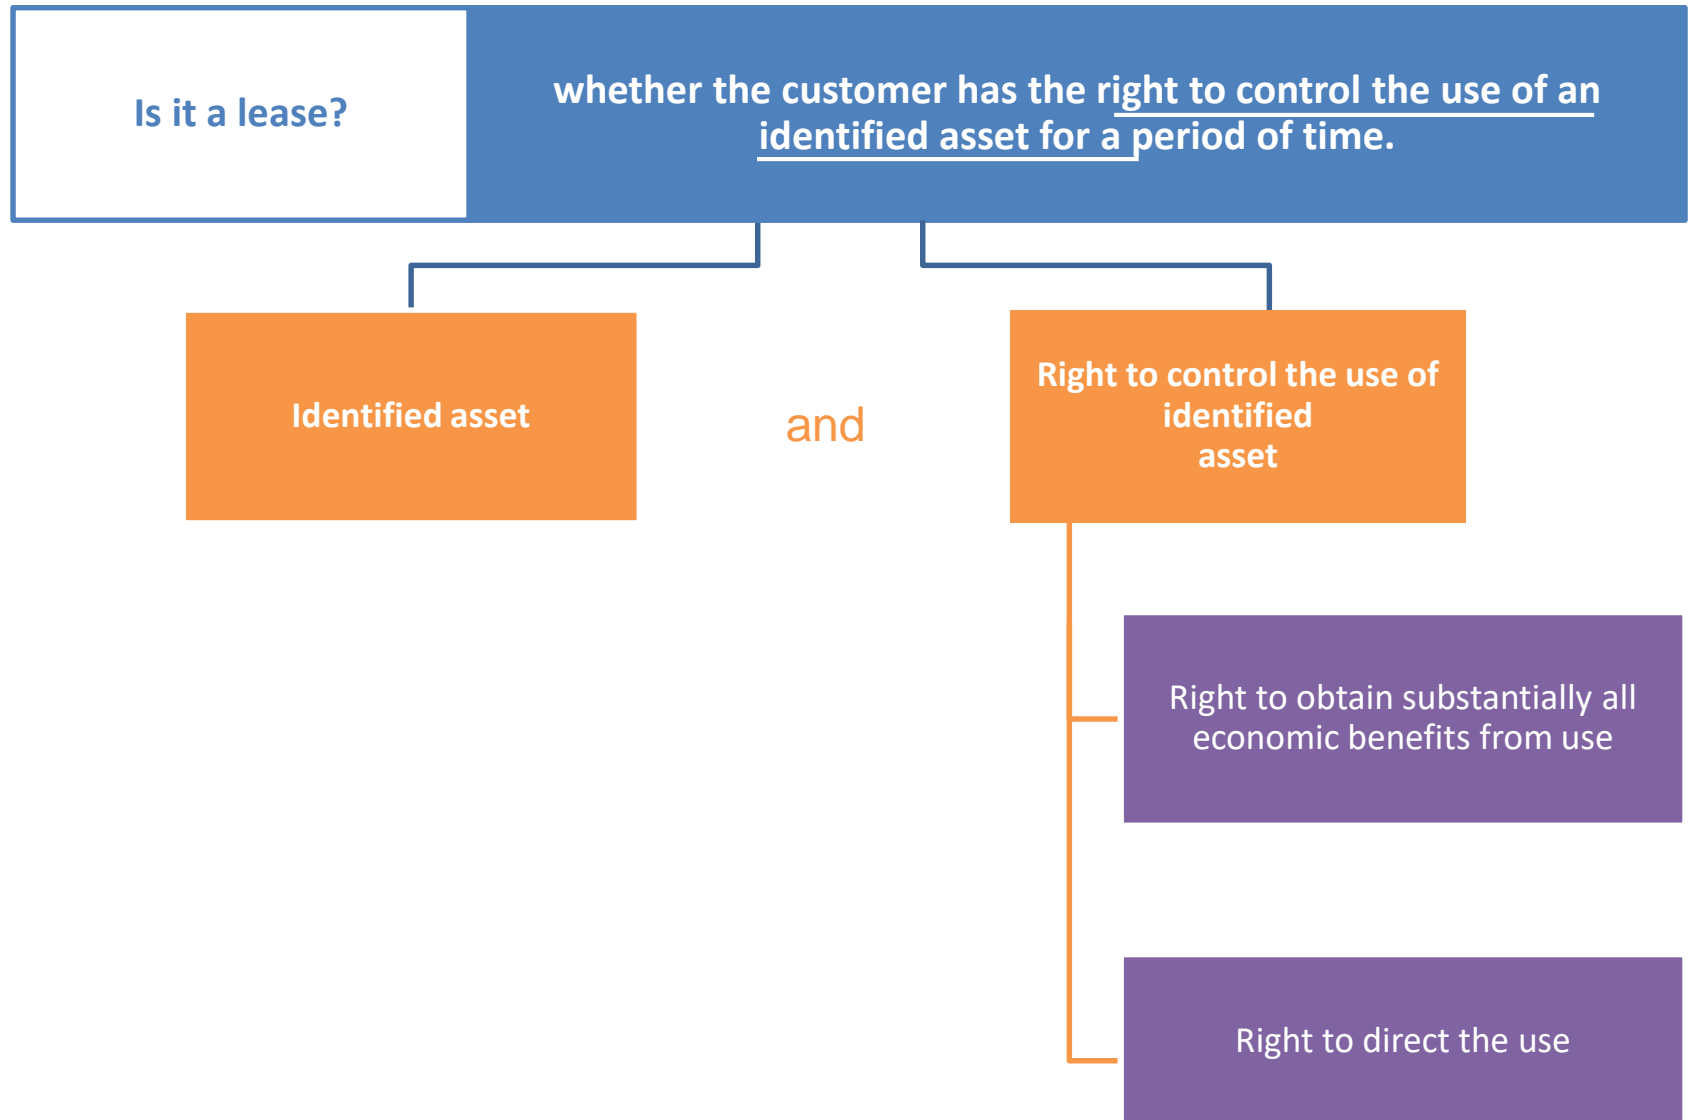 Is it a lease?
whether the customer has the right to control the use of an
identified asset for a period of time.
Identified asset
and
Right to control the use of
identified
asset
Right to obtain substantially all
economic benefits from use
Right to direct the use